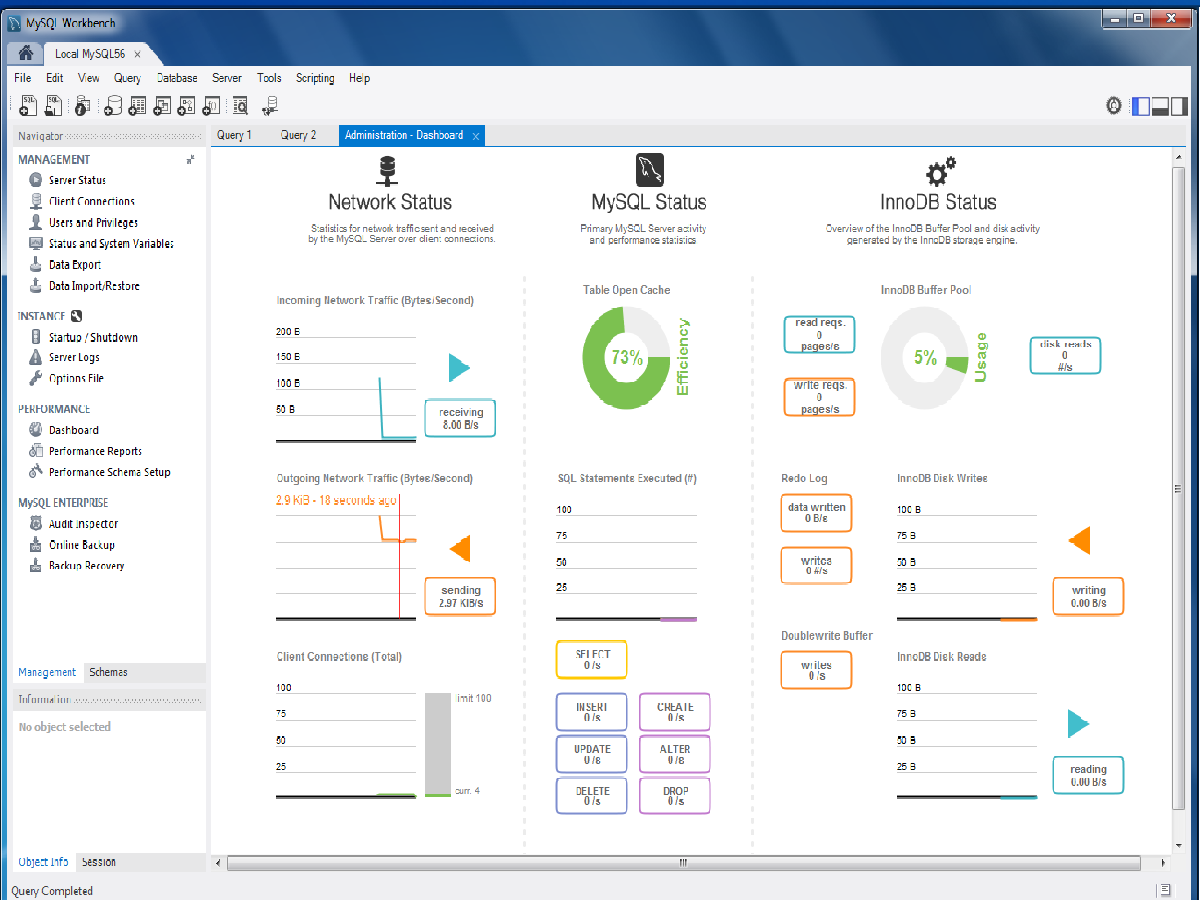 MySQL Workbench
Local MySQL56
File Edit View Query Database Server Tools Scripting Help
Navigator
MANAGEMENT
Server Status
Client Connections
Users and Privileges
Status and System Variables
Data Export
Data Import/Restore
INSTANCE
Startup / Shutdown
Server Logs
Options File
PERFORMANCE
Dashboard
Performance Reports
Performance Schema Setup
MySQL ENTERPRISE
Audit Inspector
Online Backup
Backup Recovery
Management Schemas
Information
No object selected
Object Info Session
Query Completed
Query 1 Query 2 Administration - Dashboard
Network Status
Statistics for network traffic sent and received
by the MySQL Server over client connections.
Incoming Network Traffic (Bytes/Second)
200 B
150 B
100 B
50 B
receiving
8.00 B/s
Outgoing Network Traffic (Bytes/Second)
2.9 KiB - 18 seconds ago
sending
2.97 KiB/s
Client Connections (Total)
100
75
50
25
limit 100
curr. 4
MySQL Status
Primary MySQL Server activity
and performance statistics
Table Open Cache
73%
Efficiency
SQL Statements Executed (#)
100
75
50
25
SELECT
0 /s
INSERT
0 /s
CREATE
0 /s
UPDATE
0 /s
ALTER
0 /s
DELETE
0 /s
DROP
0 /s
InnoDB Status
Overview of the InnoDB Buffer Pool and disk activity
generated by the InnoDB storage engine.
InnoDB Buffer Pool
read reqs.
0
pages/s
write reqs.
0
pages/s
5%
Usage
disk reads
0
#/s
Redo Log
data written
0 B/s
writes
0 #/s
Doublewrite Buffer
writes
0 /s
InnoDB Disk Writes
100 B
75 B
50 B
25 B
writing
0.00 B/s
InnoDB Disk Reads
100 B
75 B
50 B
25 B
reading
0.00 B/s